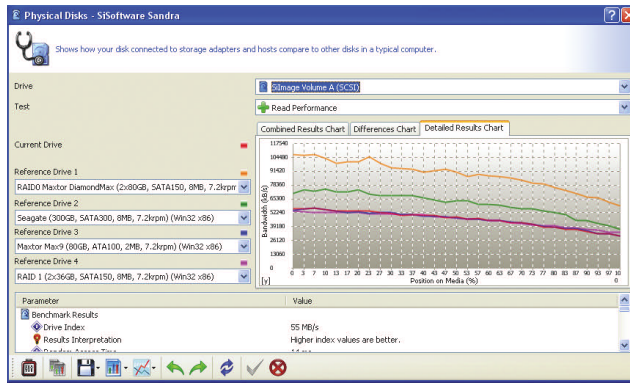 Physical Disks - SiSoftware Sandra
Shows how your disk connected to storage adapters and hosts compare to other disks in a typical computer.
Drive
SiImage Volume A (SCSI)
Test
Read Performance
Combined Results Chart Differences Chart Detailed Results Chart
Current Drive
Reference Drive 1
RAID0 Maxtor DiamondMax (2x80GB, SATA150, 8MB, 7.2krpm
Reference Drive 2
Seagate (300GB, SATA300, 8MB, 7.2krpm) (Win32 x86)
Reference Drive 3
Maxtor Max9 (80GB, ATA100, 2MB, 7.2krpm) (Win32 x86)
Reference Drive 4
RAID 1 (2x36GB, SATA150, 8MB, 7.2krpm) (Win32 x86)
Bandwidth (kB/s)
117540
104480
91420
78360
65300
52240
39180
26120
13060
0
0 3 7 10 13 17 20 23 27 30 33 37 40 43 47 50 53 57 60 63 67 70 73 77 80 83 87 90 93 97 10
0
[y] Position on Media (%)
Parameter Value
Benchmark Results
Drive Index 55 MB/s
Results Interpretation Higher index values are better.
Random Access Time 14 ms